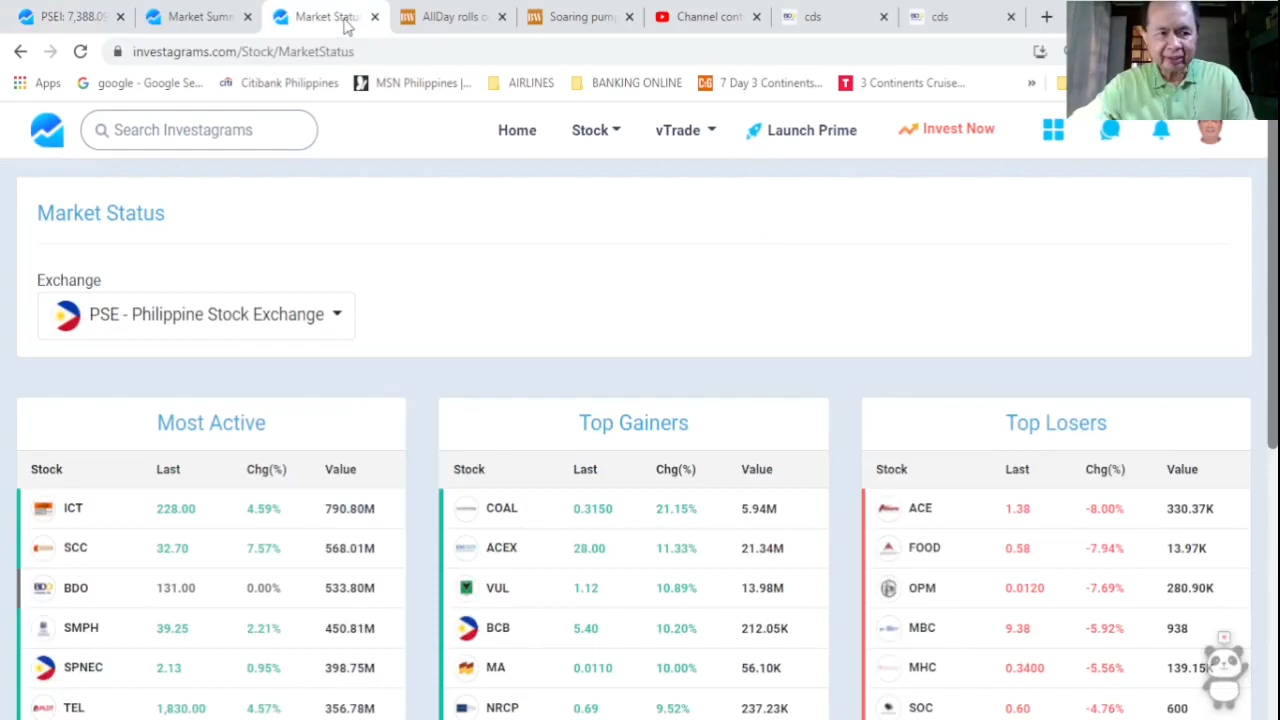 PSEI: 7,388.09
Market Summ
Market Statu
AllDay rolls o
Soaring pump
Channel cont
cds
cds
investagrams.com/Stock/MarketStatus
Apps
google - Google Se...
Citibank Philippines
MSN Philippines |...
AIRLINES
BANKING ONLINE
7 Day 3 Continents...
3 Continents Cruise...
»
Search Investagrams
Home
Stock
vTrade
Launch Prime
Invest Now
Market Status
Exchange
PSE - Philippine Stock Exchange
Most Active
Stock Last Chg(%) Value
ICT 228.00 4.59% 790.80M
SCC 32.70 7.57% 568.01M
BDO 131.00 0.00% 533.80M
SMPH 39.25 2.21% 450.81M
SPNEC 2.13 0.95% 398.75M
TEL 1,830.00 4.57% 356.78M
Top Gainers
Stock Last Chg(%) Value
COAL 0.3150 21.15% 5.94M
ACEX 28.00 11.33% 21.34M
VUL 1.12 10.89% 13.98M
BCB 5.40 10.20% 212.05K
MA 0.0110 10.00% 56.10K
NRCP 0.69 9.52% 237.23K
Top Losers
Stock Last Chg(%) Value
ACE 1.38 -8.00% 330.37K
FOOD 0.58 -7.94% 13.97K
OPM 0.0120 -7.69% 280.90K
MBC 9.38 -5.92% 938
MHC 0.3400 -5.56% 139.15K
SOC 0.60 -4.76% 600